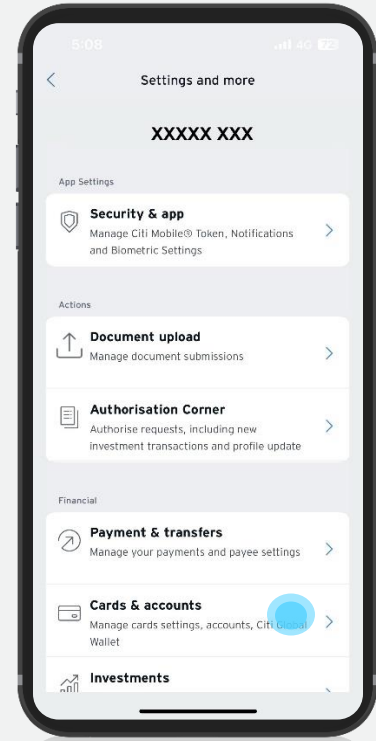 5:08 4G 72
Settings and more
XXXXX XXX
App Settings
Security & app
Manage Citi Mobile® Token, Notifications
and Biometric Settings
Actions
Document upload
Manage document submissions
Authorisation Corner
Authorise requests, including new
investment transactions and profile update
Financial
Payment & transfers
Manage your payments and payee settings
Cards & accounts
Manage cards settings, accounts, Citi Global
Wallet
Investments